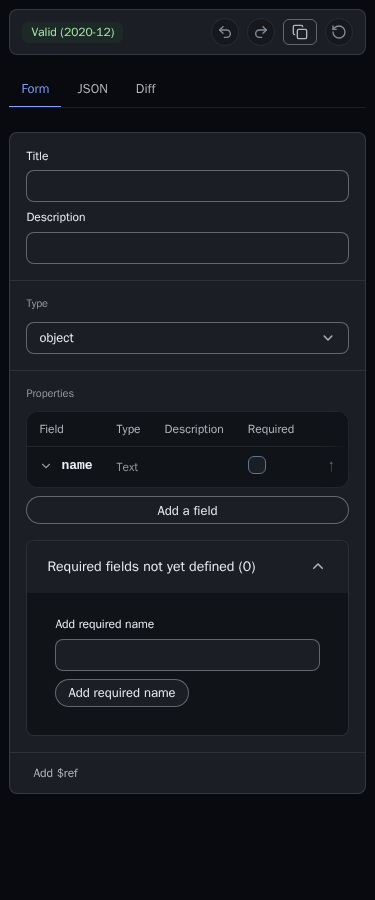 Valid (2020-12)
Form JSON Diff
Title
Description
Type
object
Properties
Field Type Description Required
name Text ↑
Add a field
Required fields not yet defined (0)
Add required name
Add required name
Add $ref